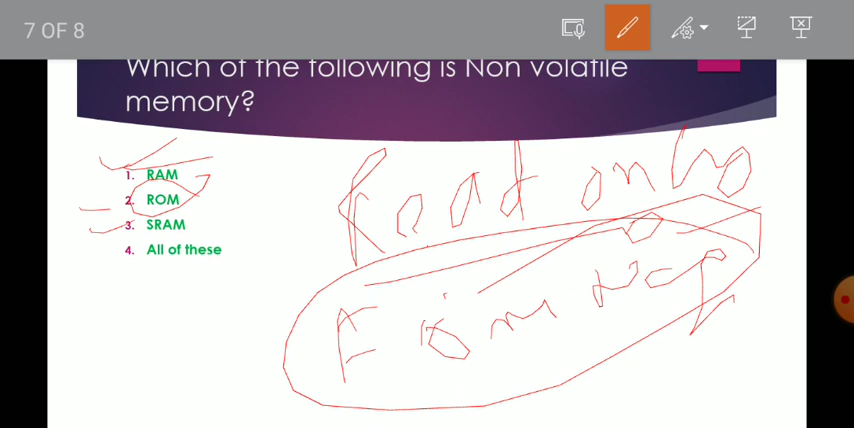 7 OF 8
Which of the following is Non volatile
memory?
1. RAM
2. ROM
3. SRAM
4. All of these
Read only